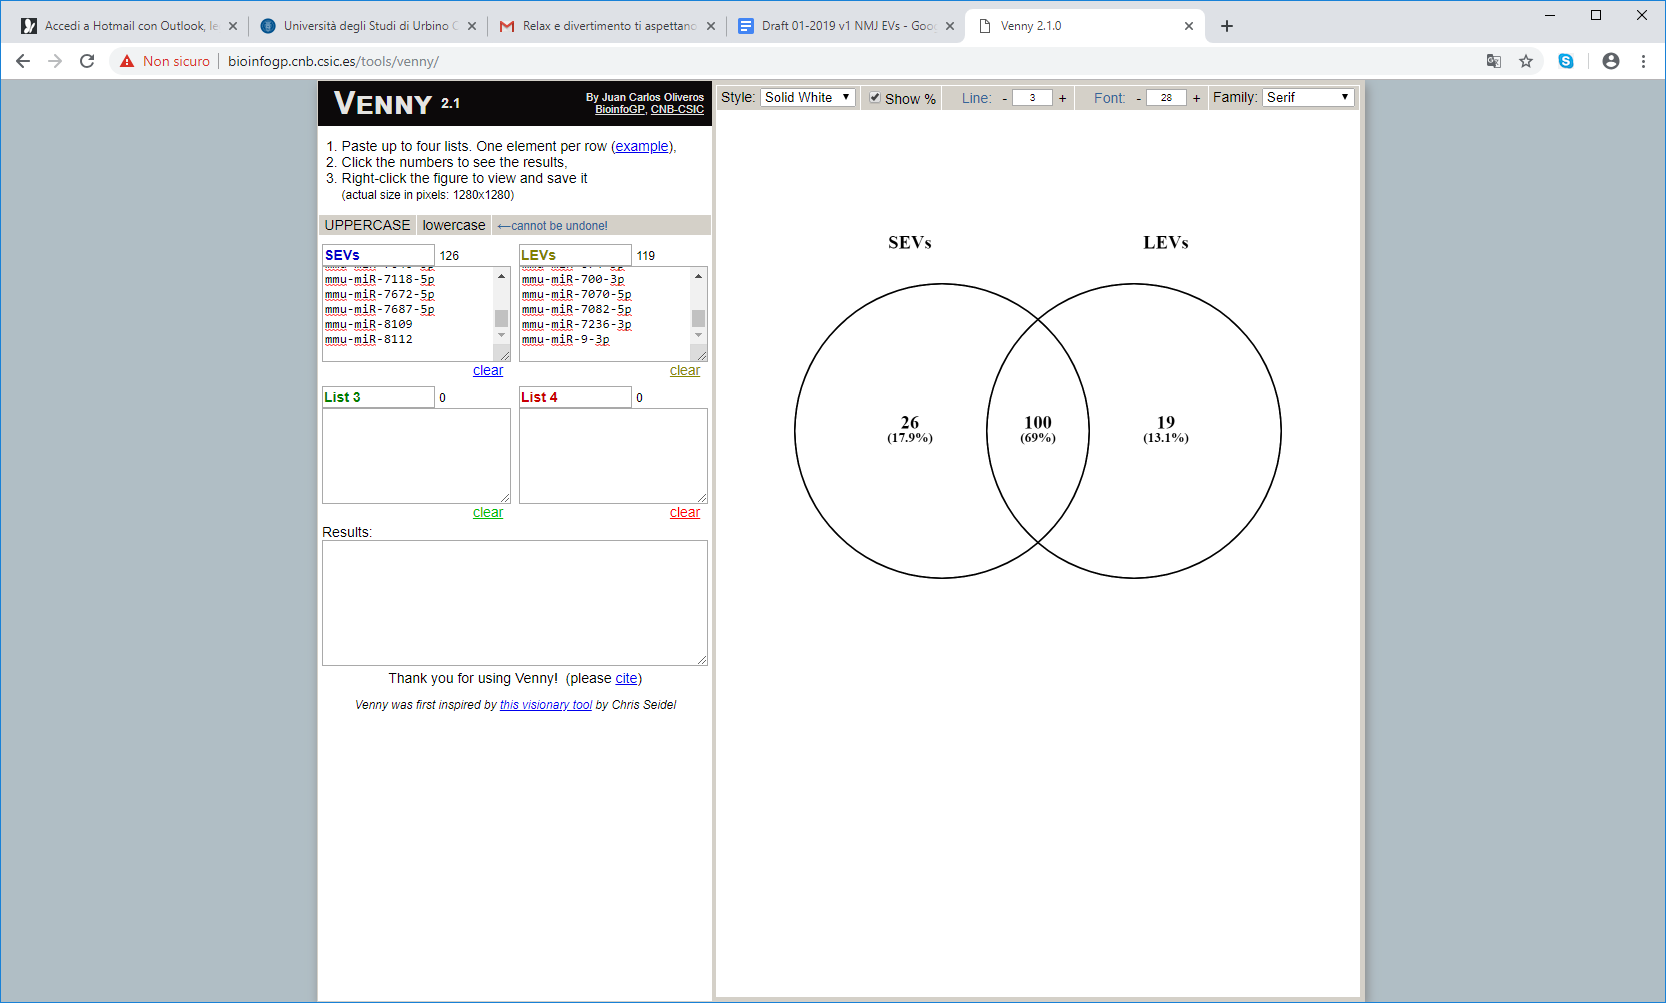 Accedi a Hotmail con Outlook, le
Università degli Studi di Urbino C
Relax e divertimento ti aspettano
Draft 01-2019 v1 NMJ EVs - Goog
Venny 2.1.0
Non sicuro
bioinfogp.cnb.csic.es/tools/venny/
VENNY 2.1
By Juan Carlos Oliveros
BioinfoGP, CNB-CSIC
1. Paste up to four lists. One element per row (example),
2. Click the numbers to see the results,
3. Right-click the figure to view and save it
(actual size in pixels: 1280x1280)
UPPERCASE lowercase ←cannot be undone!
SEVs 126
mmu-miR-7118-5p
mmu-miR-7672-5p
mmu-miR-7687-5p
mmu-miR-8109
mmu-miR-8112
clear
LEVs 119
mmu-miR-700-3p
mmu-miR-7070-5p
mmu-miR-7082-5p
mmu-miR-7236-3p
mmu-miR-9-3p
clear
List 3 0
clear
List 4 0
clear
Results:
Thank you for using Venny! (please cite)
Venny was first inspired by this visionary tool by Chris Seidel
Style: Solid White Show % Line: - 3 + Font: - 28 + Family: Serif
SEVs LEVs
26 100 19
(17.9%) (69%) (13.1%)